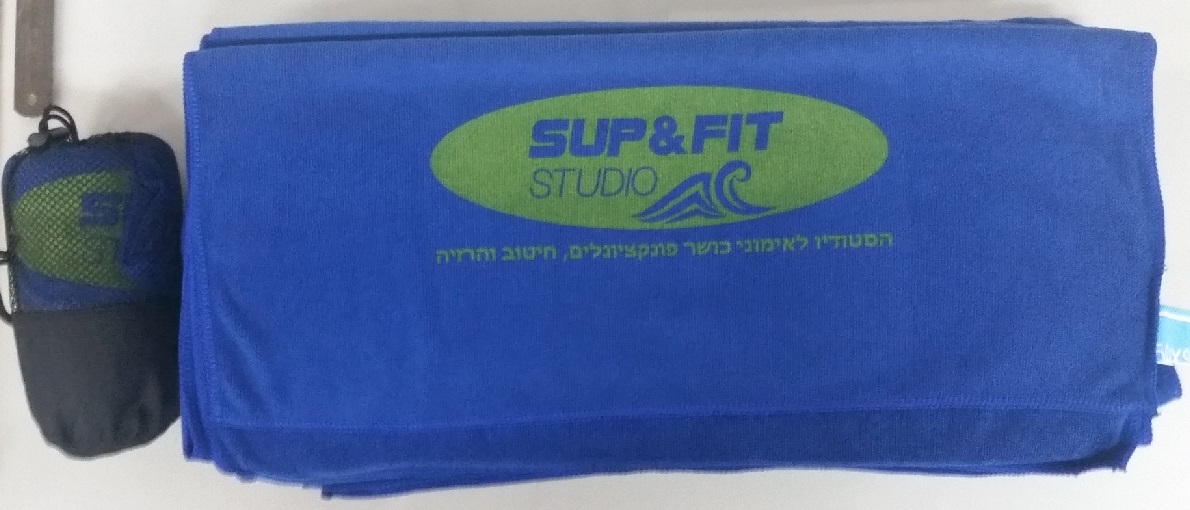 SUP&FIT
STUDIO
הסטודיו לאימוני כושר פונקציונלים, חיטוב והרזיה